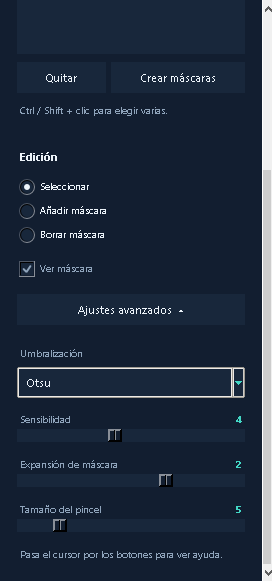 Quitar
Crear máscaras
Ctrl / Shift + clic para elegir varias.
Edición
Seleccionar
Añadir máscara
Borrar máscara
Ver máscara
Ajustes avanzados
Umbralización
Otsu
Sensibilidad 4
Expansión de máscara 2
Tamaño del pincel 5
Pasa el cursor por los botones para ver ayuda.